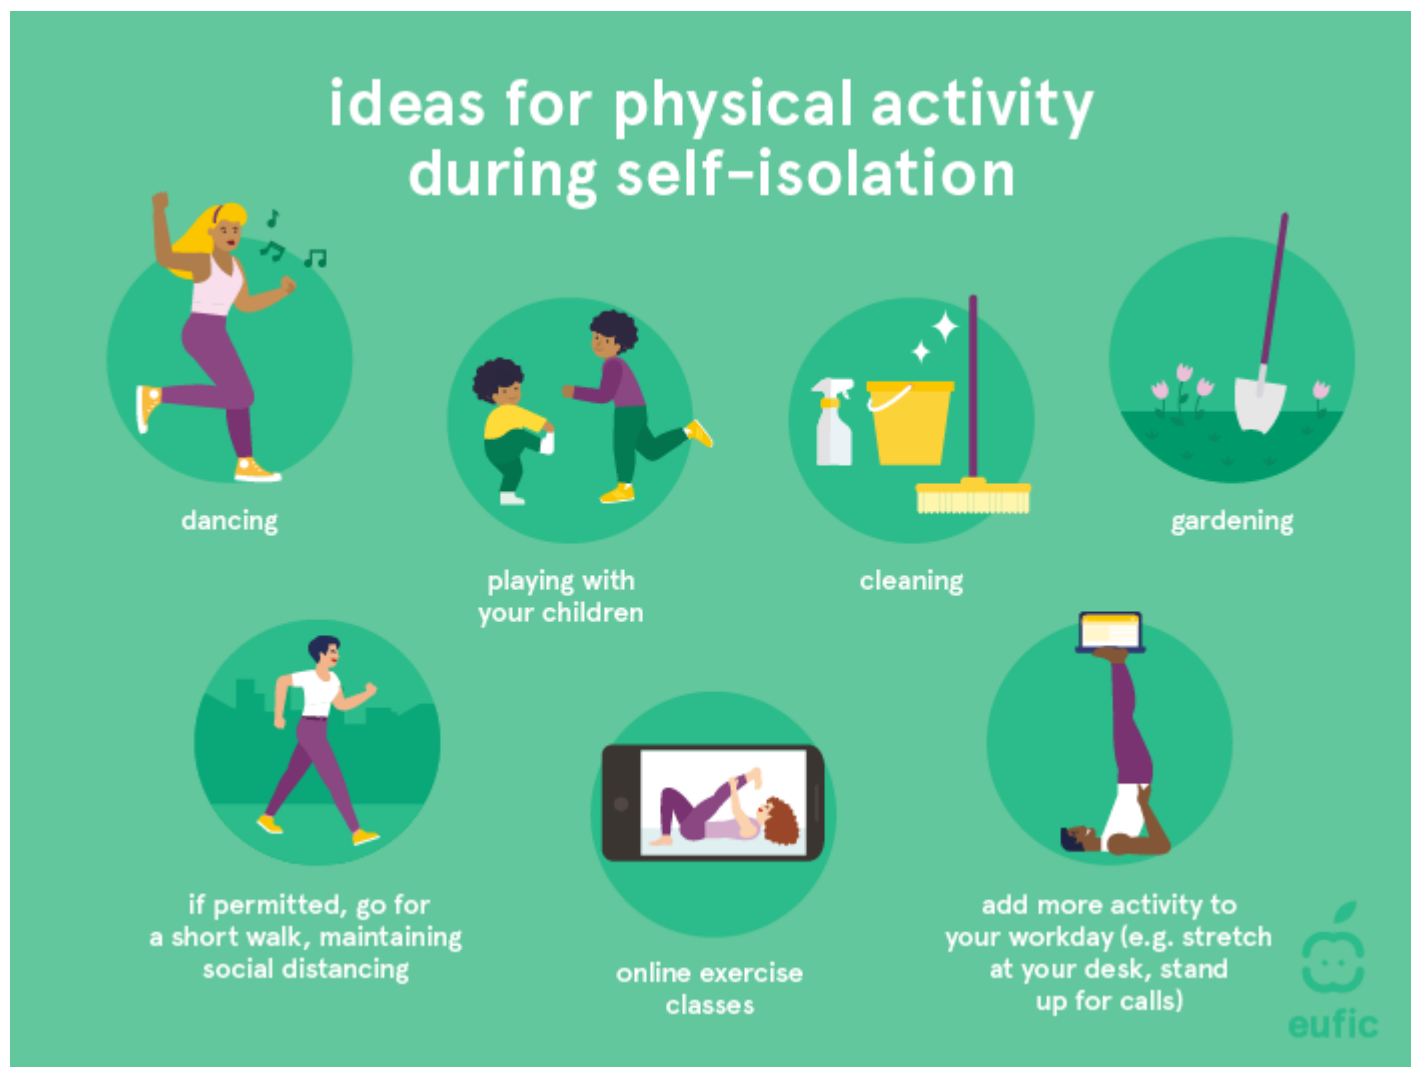 ideas for physical activity
during self-isolation
dancing
playing with
your children
cleaning
gardening
if permitted, go for
a short walk, maintaining
social distancing
online exercise
classes
add more activity to
your workday (e.g. stretch
at your desk, stand
up for calls)
eufic